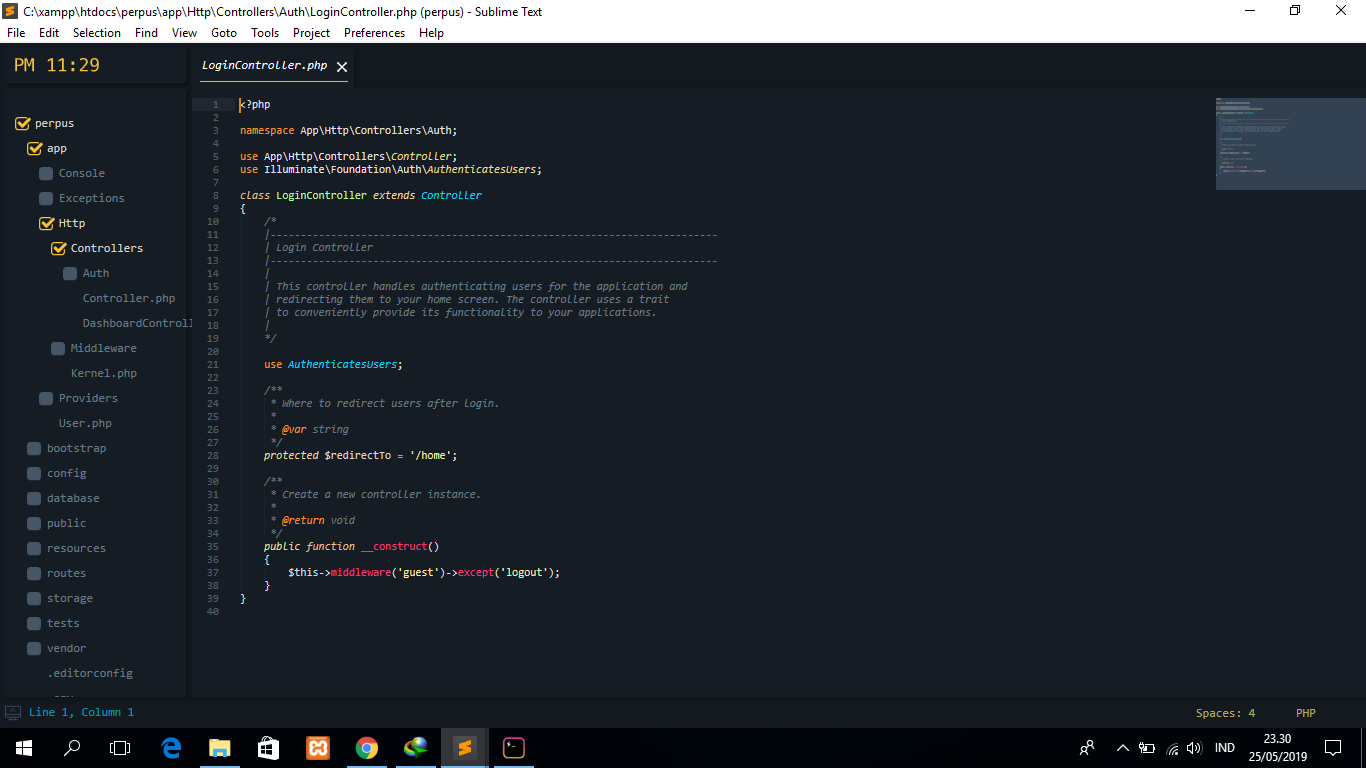 C:\xampp\htdocs\perpus\app\Http\Controllers\Auth\LoginController.php (perpus) - Sublime Text
File Edit Selection Find View Goto Tools Project Preferences Help
PM 11:29
LoginController.php
perpus
app
Console
Exceptions
Http
Controllers
Auth
Controller.php
DashboardControll
Middleware
Kernel.php
Providers
User.php
bootstrap
config
database
public
resources
routes
storage
tests
vendor
.editorconfig
1 <?php
2
3 namespace App\Http\Controllers\Auth;
4
5 use App\Http\Controllers\Controller;
6 use Illuminate\Foundation\Auth\AuthenticatesUsers;
7
8 class LoginController extends Controller
9 {
10     /*
11     |--------------------------------------------------------------------------
12     | Login Controller
13     |--------------------------------------------------------------------------
14     |
15     | This controller handles authenticating users for the application and
16     | redirecting them to your home screen. The controller uses a trait
17     | to conveniently provide its functionality to your applications.
18     |
19     */
20
21     use AuthenticatesUsers;
22
23     /**
24      * Where to redirect users after login.
25      *
26      * @var string
27      */
28     protected $redirectTo = '/home';
29
30     /**
31      * Create a new controller instance.
32      *
33      * @return void
34      */
35     public function __construct()
36     {
37         $this->middleware('guest')->except('logout');
38     }
39 }
40
Line 1, Column 1
Spaces: 4 PHP
IND
23.30
25/05/2019